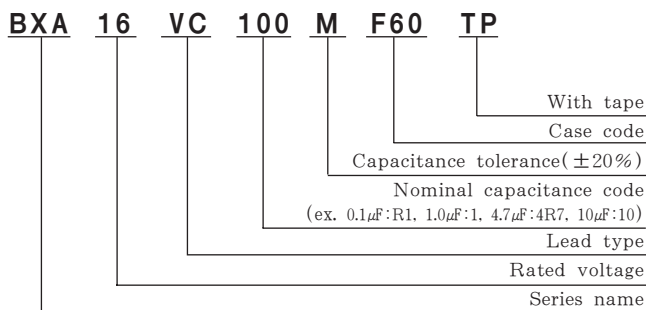 BXA 16 VC 100 M F60 TP
With tape
Case code
Capacitance tolerance(±20%)
Nominal capacitance code
(ex. 0.1μF:R1, 1.0μF:1, 4.7μF:4R7, 10μF:10)
Lead type
Rated voltage
Series name